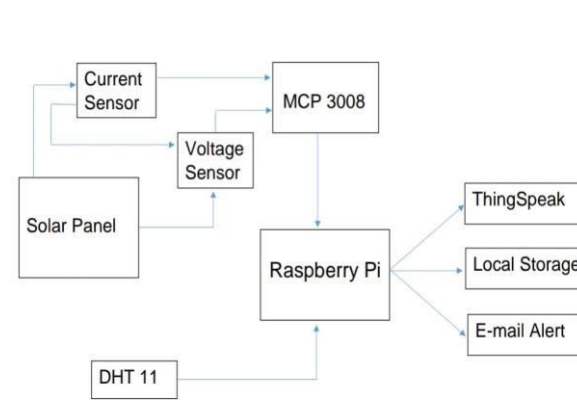 Current
Sensor
MCP 3008
Voltage
Sensor
Solar Panel
ThingSpeak
Raspberry Pi
Local Storage
E-mail Alert
DHT 11